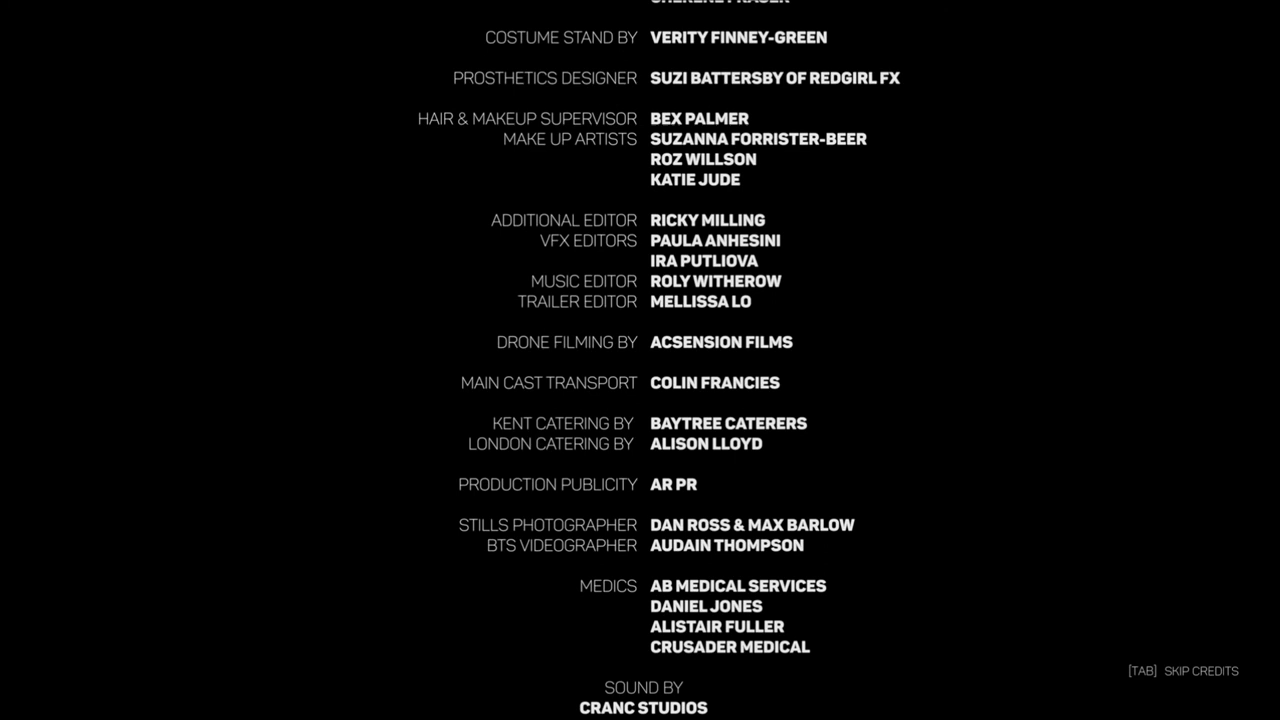 COSTUME STAND BY VERITY FINNEY-GREEN
PROSTHETICS DESIGNER SUZI BATTERSBY OF REDGIRL FX
HAIR & MAKEUP SUPERVISOR BEX PALMER
MAKE UP ARTISTS SUZANNA FORRISTER-BEER
ROZ WILLSON
KATIE JUDE
ADDITIONAL EDITOR RICKY MILLING
VFX EDITORS PAULA ANHESINI
IRA PUTLIOVA
MUSIC EDITOR ROLY WITHEROW
TRAILER EDITOR MELLISSA LO
DRONE FILMING BY ACSENSION FILMS
MAIN CAST TRANSPORT COLIN FRANCIES
KENT CATERING BY BAYTREE CATERERS
LONDON CATERING BY ALISON LLOYD
PRODUCTION PUBLICITY AR PR
STILLS PHOTOGRAPHER DAN ROSS & MAX BARLOW
BTS VIDEOGRAPHER AUDAIN THOMPSON
MEDICS AB MEDICAL SERVICES
DANIEL JONES
ALISTAIR FULLER
CRUSADER MEDICAL
[TAB] SKIP CREDITS
SOUND BY
CRANC STUDIOS